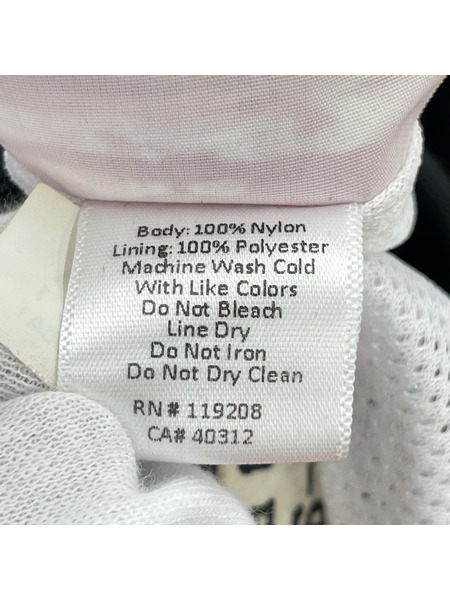 Body: 100% Nylon
Lining: 100% Polyester
Machine Wash Cold
With Like Colors
Do Not Bleach
Line Dry
Do Not Iron
Do Not Dry Clean
RN# 119208
CA# 40312